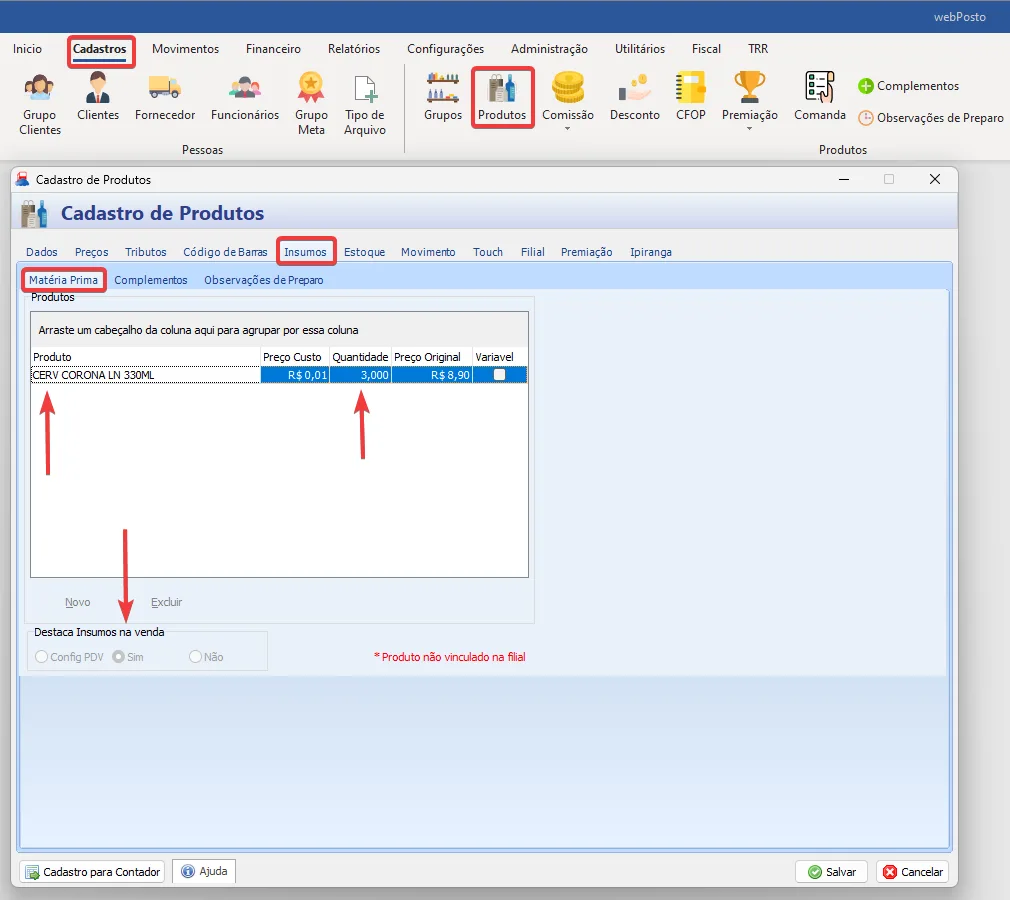 webPosto
Inicio Cadastros Movimentos Financeiro Relatórios Configurações Administração Utilitários Fiscal TRR
Grupo Clientes Clientes Fornecedor Funcionários Grupo Meta Tipo de Arquivo Grupos Produtos Comissão Desconto CFOP Premiação Comanda Complementos
Observações de Preparo
Pessoas Produtos
Cadastro de Produtos
Cadastro de Produtos
Dados Preços Tributos Código de Barras Insumos Estoque Movimento Touch Filial Premiação Ipiranga
Matéria Prima Complementos Observações de Preparo
Produtos
Arraste um cabeçalho da coluna aqui para agrupar por essa coluna
Produto Preço Custo Quantidade Preço Original Variavel
CERV CORONA LN 330ML R$ 0,01 3,000 R$ 8,90
Novo Excluir
Destaca Insumos na venda
Config PDV Sim Não * Produto não vinculado na filial
Cadastro para Contador Ajuda Salvar Cancelar